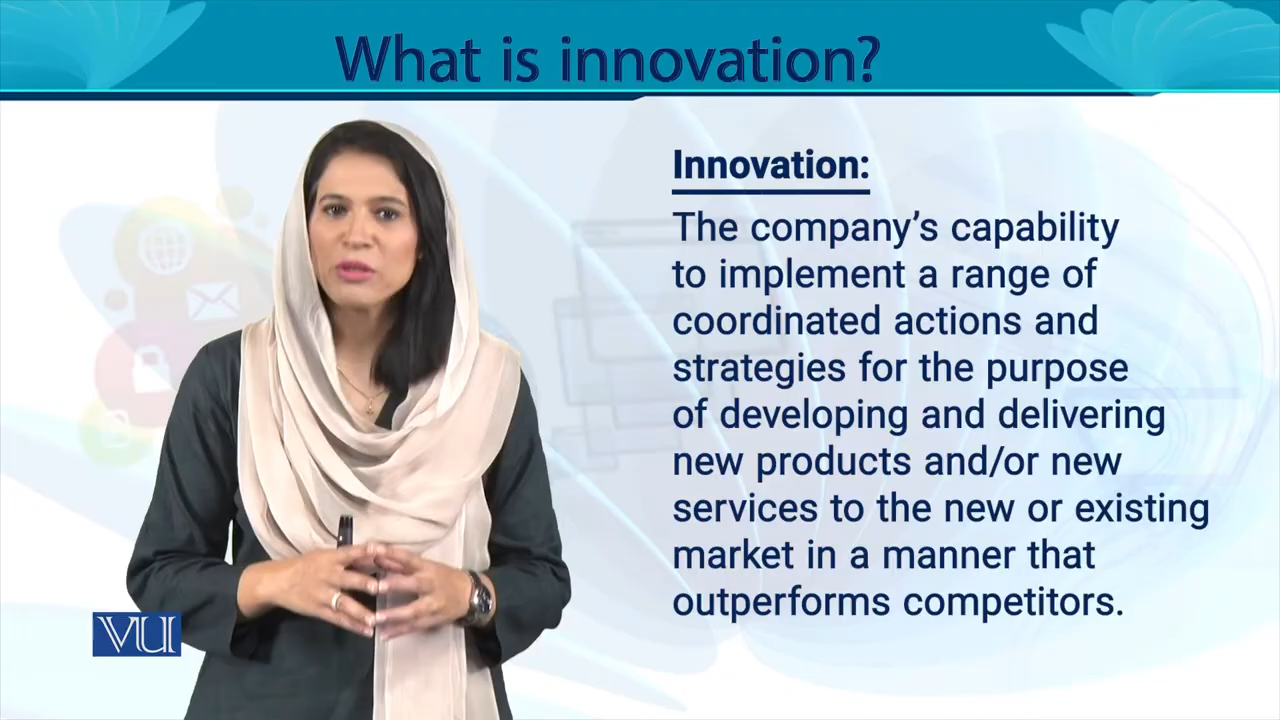 What is innovation?
Innovation:
The company's capability
to implement a range of
coordinated actions and
strategies for the purpose
of developing and delivering
new products and/or new
services to the new or existing
market in a manner that
outperforms competitors.
VU